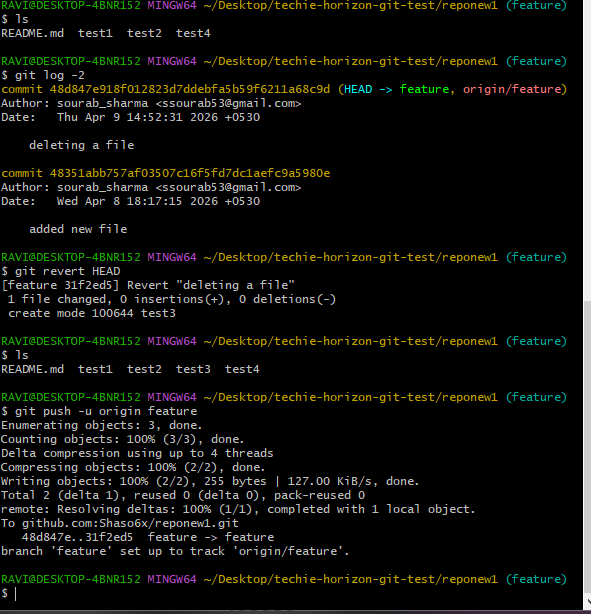 RAVI@DESKTOP-4BNR152 MINGW64 ~/Desktop/techie-horizon-git-test/reponew1 (feature)
$ ls
README.md  test1  test2  test4
RAVI@DESKTOP-4BNR152 MINGW64 ~/Desktop/techie-horizon-git-test/reponew1 (feature)
$ git log -2
commit 48d847e918f012823d7ddebfa5b59f6211a68c9d (HEAD -> feature, origin/feature)
Author: sourab_sharma <ssourab53@gmail.com>
Date:   Thu Apr 9 14:52:31 2026 +0530
    deleting a file
commit 48351abb757af03507c16f5fd7dc1aefc9a5980e
Author: sourab_sharma <ssourab53@gmail.com>
Date:   Wed Apr 8 18:17:15 2026 +0530
    added new file
RAVI@DESKTOP-4BNR152 MINGW64 ~/Desktop/techie-horizon-git-test/reponew1 (feature)
$ git revert HEAD
[feature 31f2ed5] Revert "deleting a file"
 1 file changed, 0 insertions(+), 0 deletions(-)
 create mode 100644 test3
RAVI@DESKTOP-4BNR152 MINGW64 ~/Desktop/techie-horizon-git-test/reponew1 (feature)
$ ls
README.md  test1  test2  test3  test4
RAVI@DESKTOP-4BNR152 MINGW64 ~/Desktop/techie-horizon-git-test/reponew1 (feature)
$ git push -u origin feature
Enumerating objects: 3, done.
Counting objects: 100% (3/3), done.
Delta compression using up to 4 threads
Compressing objects: 100% (2/2), done.
Writing objects: 100% (2/2), 255 bytes | 127.00 KiB/s, done.
Total 2 (delta 1), reused 0 (delta 0), pack-reused 0
remote: Resolving deltas: 100% (1/1), completed with 1 local object.
To github.com:Shaso6x/reponew1.git
   48d847e..31f2ed5  feature -> feature
branch 'feature' set up to track 'origin/feature'.
RAVI@DESKTOP-4BNR152 MINGW64 ~/Desktop/techie-horizon-git-test/reponew1 (feature)
$